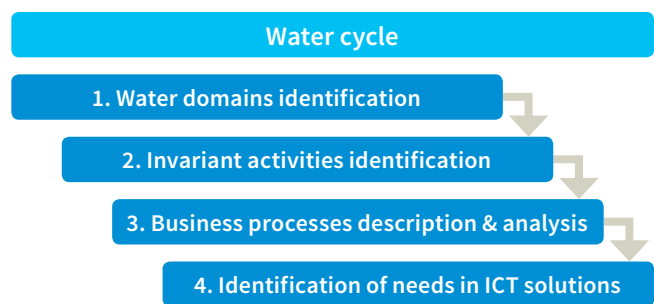 Water cycle
1. Water domains identification
2. Invariant activities identification
3. Business processes description & analysis
4. Identification of needs in ICT solutions